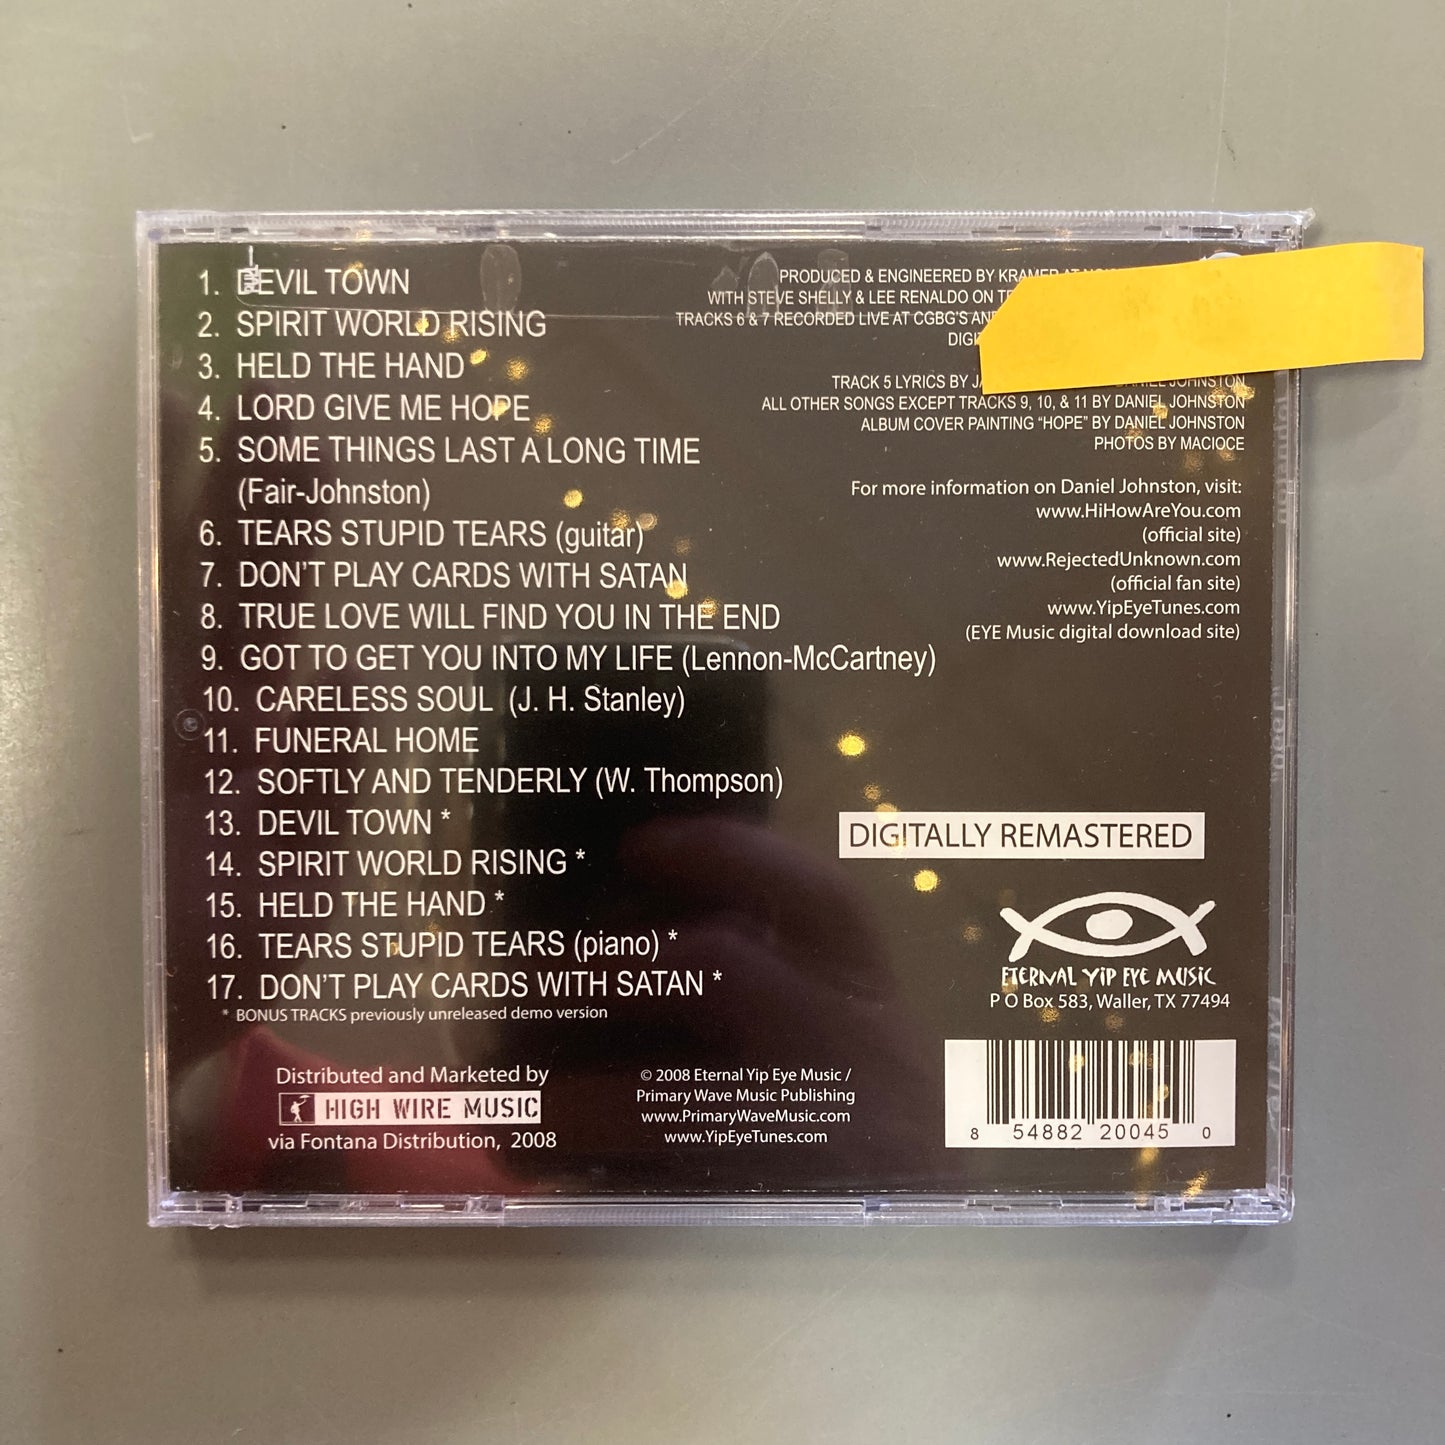 1. DEVIL TOWN
2. SPIRIT WORLD RISING
3. HELD THE HAND
4. LORD GIVE ME HOPE
5. SOME THINGS LAST A LONG TIME
(Fair-Johnston)
6. TEARS STUPID TEARS (guitar)
7. DON'T PLAY CARDS WITH SATAN
8. TRUE LOVE WILL FIND YOU IN THE END
9. GOT TO GET YOU INTO MY LIFE (Lennon-McCartney)
10. CARELESS SOUL (J. H. Stanley)
11. FUNERAL HOME
12. SOFTLY AND TENDERLY (W. Thompson)
13. DEVIL TOWN *
14. SPIRIT WORLD RISING *
15. HELD THE HAND *
16. TEARS STUPID TEARS (piano) *
17. DON'T PLAY CARDS WITH SATAN *
* BONUS TRACKS previously unreleased demo version
PRODUCED & ENGINEERED BY KRAMER AT
WITH STEVE SHELLY & LEE RENALDO ON
TRACKS 6 & 7 RECORDED LIVE AT CGBG'S
TRACK 5 LYRICS BY DANIEL JOHNSTON
ALL OTHER SONGS EXCEPT TRACKS 9, 10, & 11 BY DANIEL JOHNSTON
ALBUM COVER PAINTING “HOPE” BY DANIEL JOHNSTON
PHOTOS BY MACIOCE
For more information on Daniel Johnston, visit:
www.HiHowAreYou.com
(official site)
www.RejectedUnknown.com
(official fan site)
www.YipEyeTunes.com
(EYE Music digital download site)
DIGITALLY REMASTERED
ETERNAL YIP EYE MUSIC
P O Box 583, Waller, TX 77494
Distributed and Marketed by
HIGH WIRE MUSIC
via Fontana Distribution, 2008
© 2008 Eternal Yip Eye Music /
Primary Wave Music Publishing
www.PrimaryWaveMusic.com
www.YipEyeTunes.com
8 54882 20045 0